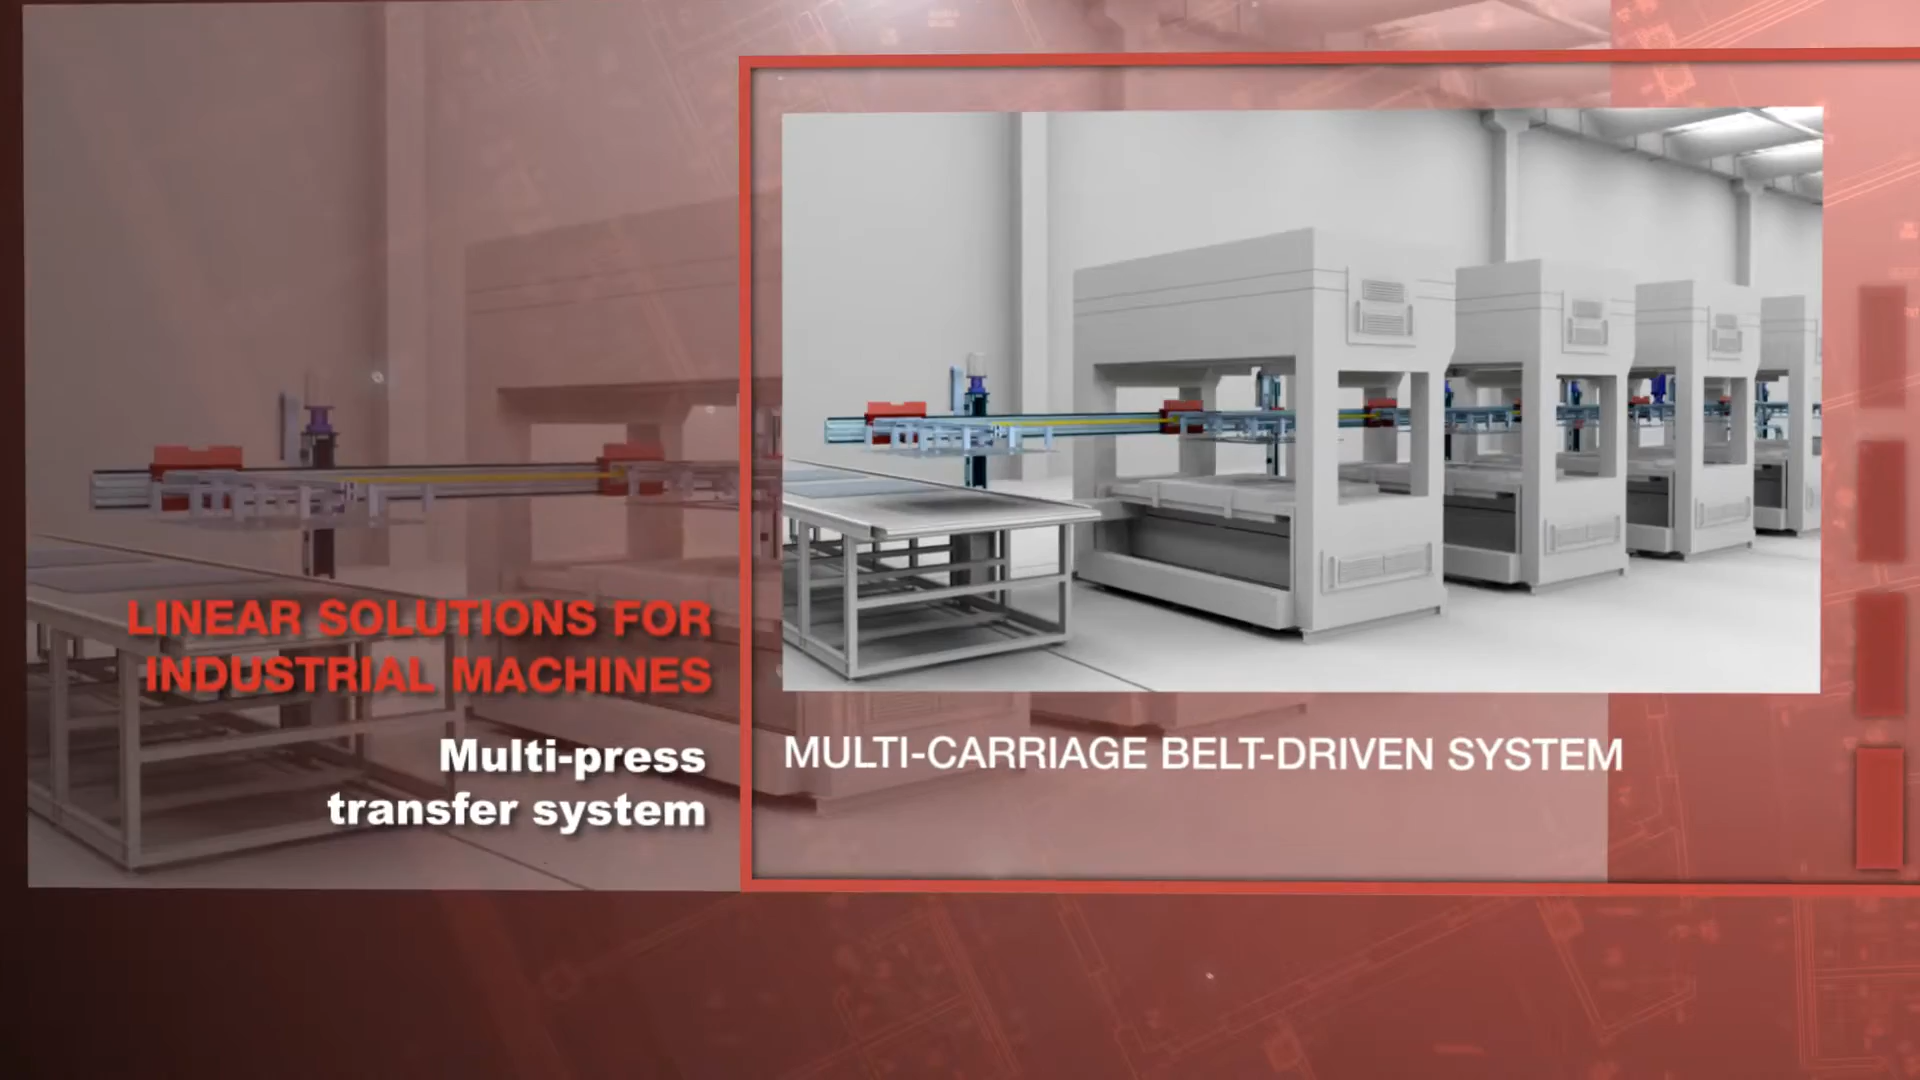 LINEAR SOLUTIONS FOR
INDUSTRIAL MACHINES
Multi-press
transfer system
MULTI-CARRIAGE BELT-DRIVEN SYSTEM